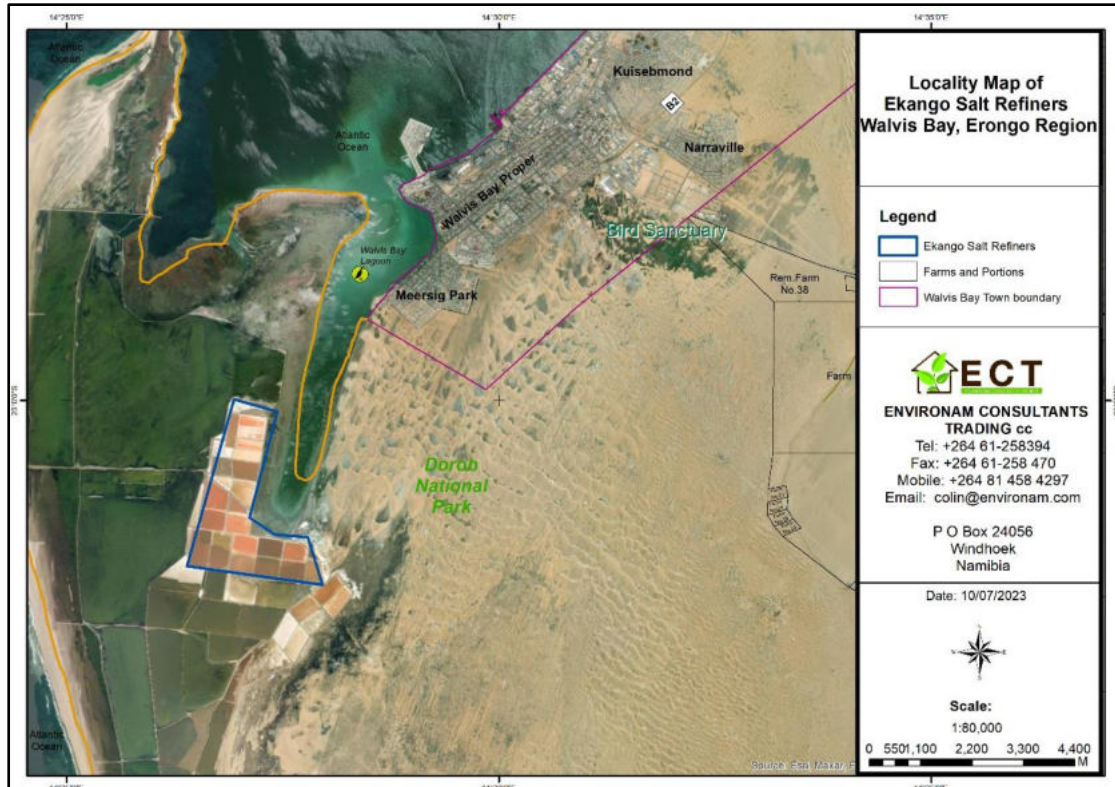 14°25'0"E
14°30'0"E
14°35'0"E
Atlantic
Ocean
Kuisebmond
B2
Narraville
Atlantic
Ocean
Walvis Bay Proper
Bird Sanctuary
Walvis Bay
Lagoon
Meersig Park
Rem.Farm
No.38
Farm
23°0'0"S
Dorob
National
Park
Atlantic
Ocean
Source: Esri, Maxar, E
Locality Map of
Ekango Salt Refiners
Walvis Bay, Erongo Region
Legend
Ekango Salt Refiners
Farms and Portions
Walvis Bay Town boundary
ECT
ENVIRONAM CONSULTANTS
TRADING cc
Tel: +264 61-258394
Fax: +264 61-258 470
Mobile: +264 81 458 4297
Email: colin@environam.com
P O Box 24056
Windhoek
Namibia
Date: 10/07/2023
N
W E
S
Scale:
1:80,000
0 550 1,100 2,200 3,300 4,400
M